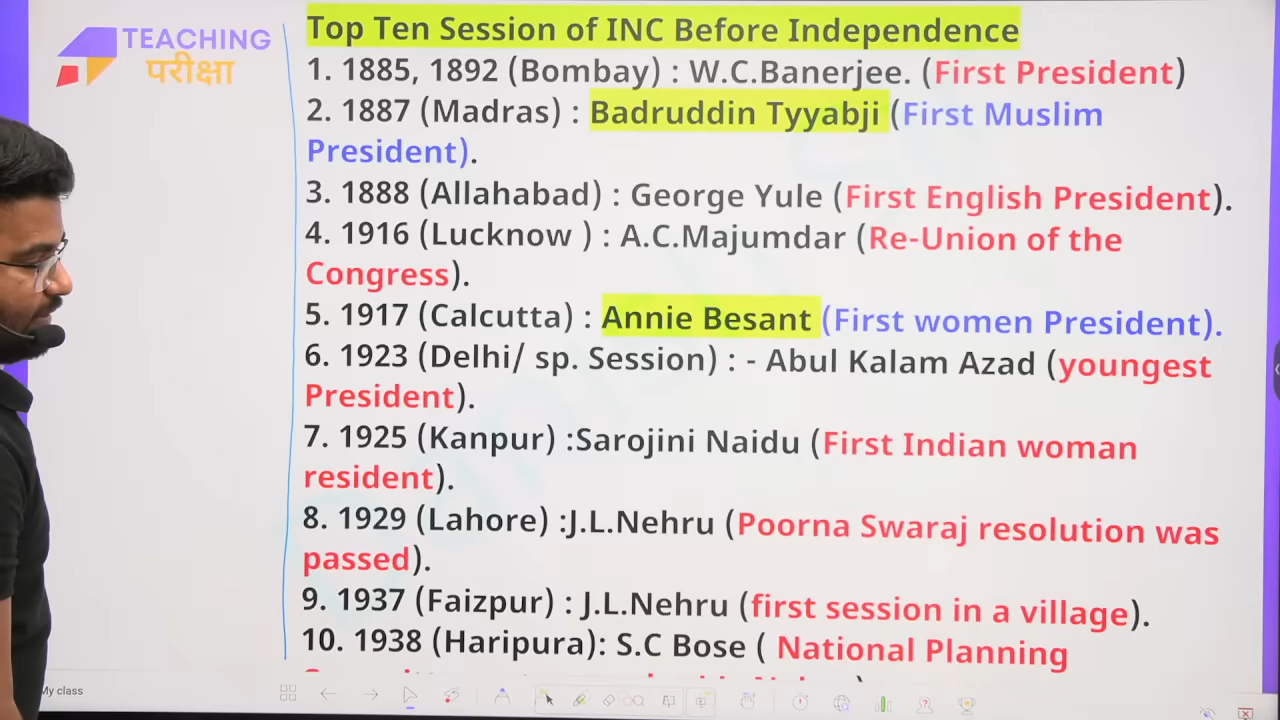 TEACHING
परीक्षा
Top Ten Session of INC Before Independence
1. 1885, 1892 (Bombay) : W.C.Banerjee. (First President)
2. 1887 (Madras) : Badruddin Tyyabji (First Muslim
President).
3. 1888 (Allahabad) : George Yule (First English President).
4. 1916 (Lucknow ) : A.C.Majumdar (Re-Union of the
Congress).
5. 1917 (Calcutta) : Annie Besant (First women President).
6. 1923 (Delhi/ sp. Session) : - Abul Kalam Azad (youngest
President).
7. 1925 (Kanpur) :Sarojini Naidu (First Indian woman
resident).
8. 1929 (Lahore) :J.L.Nehru (Poorna Swaraj resolution was
passed).
9. 1937 (Faizpur) : J.L.Nehru (first session in a village).
10. 1938 (Haripura): S.C Bose ( National Planning
My class